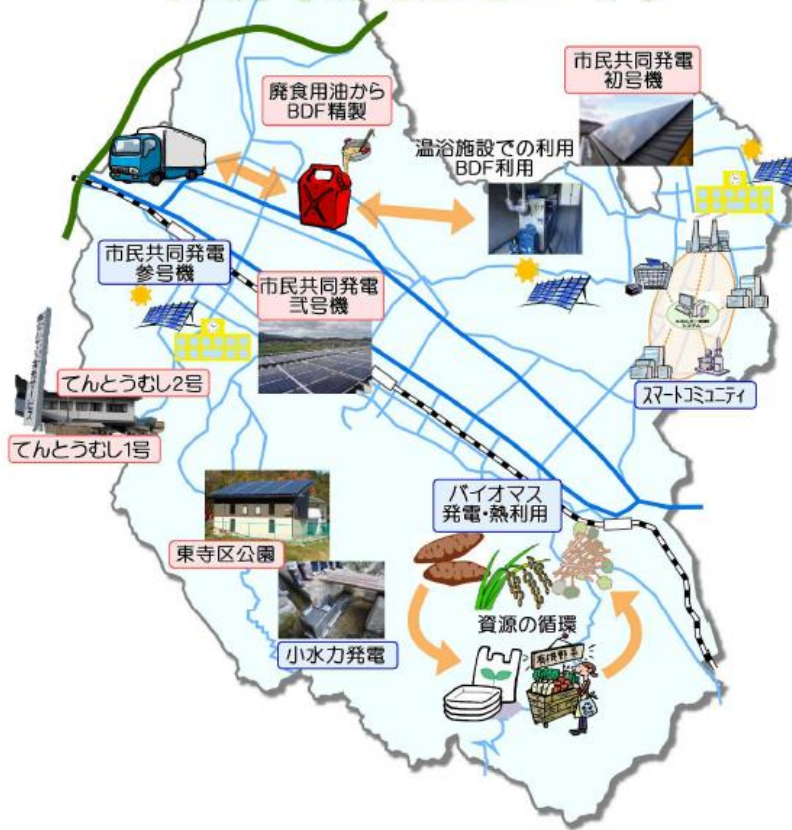 市民共同発電
初号機
廃食用油から
BDF精製
温浴施設での利用
BDF利用
市民共同発電
参号機
市民共同発電
弐号機
てんとうむし2号
てんとうむし1号
スマートコミュニティ
バイオマス
発電・熱利用
東寺区公園
資源の循環
小水力発電